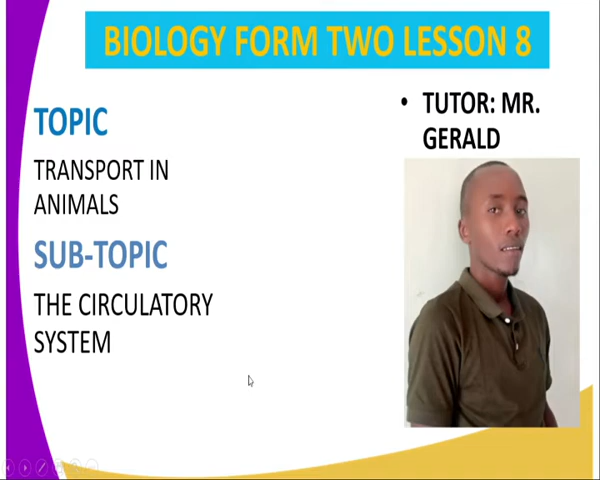 BIOLOGY FORM TWO LESSON 8
TOPIC
TRANSPORT IN
ANIMALS
SUB-TOPIC
THE CIRCULATORY
SYSTEM
• TUTOR: MR.
GERALD